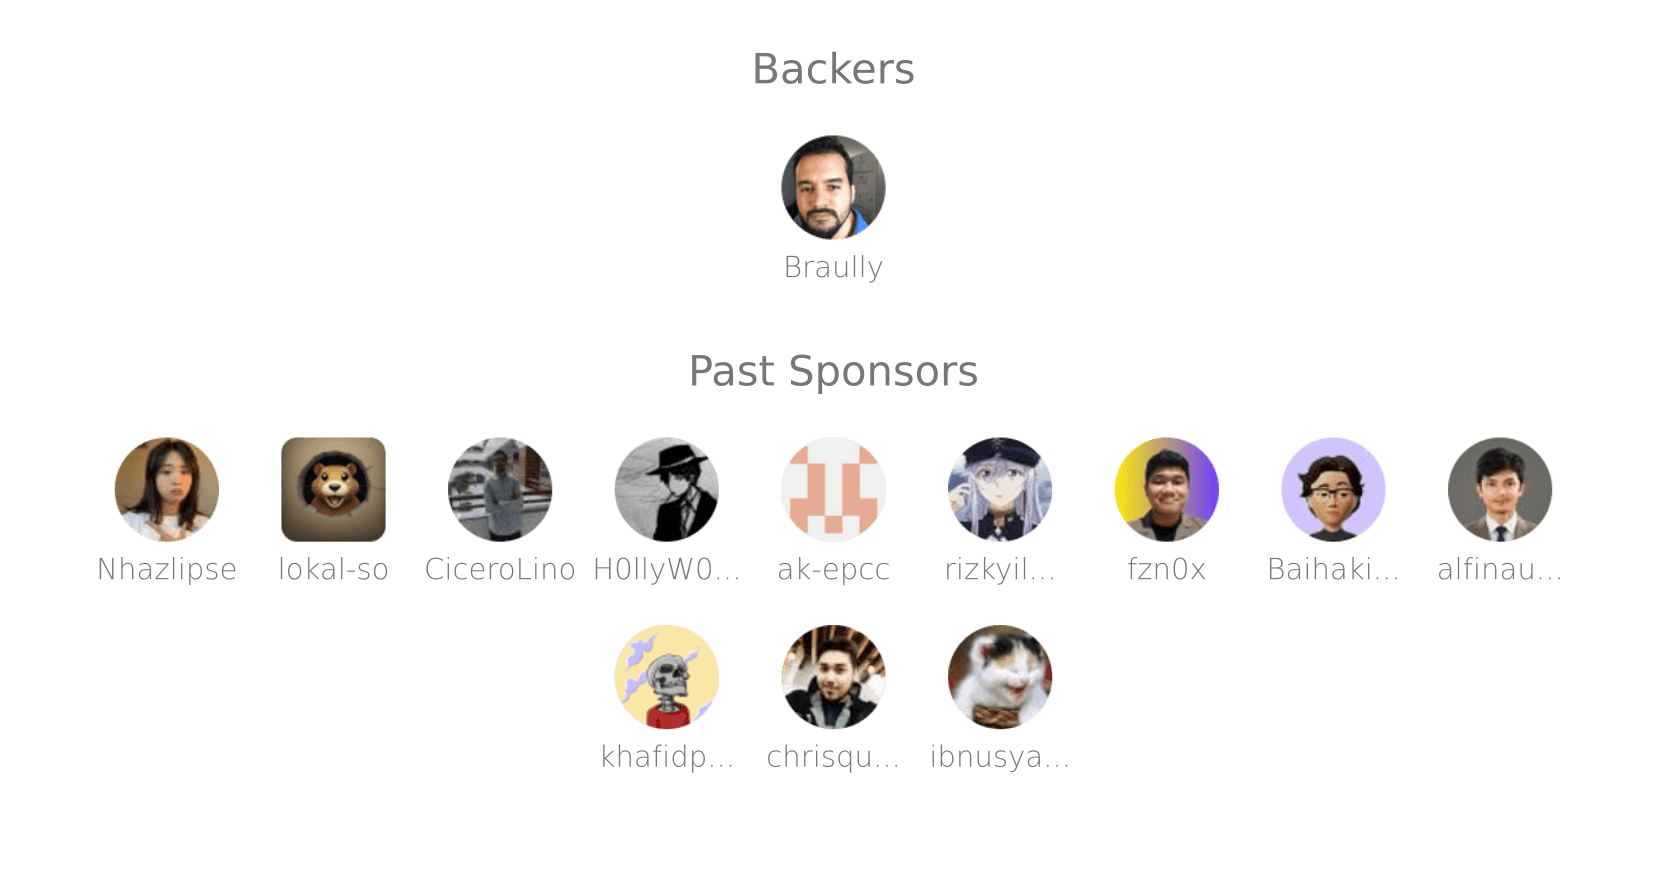 Backers
Braully
Past Sponsors
Nhazlipse lokal-so CiceroLino H0llyW0... ak-epcc rizkyil... fzn0x Baihaki... alfinau...
khafidp... chrisqu... ibnusya...